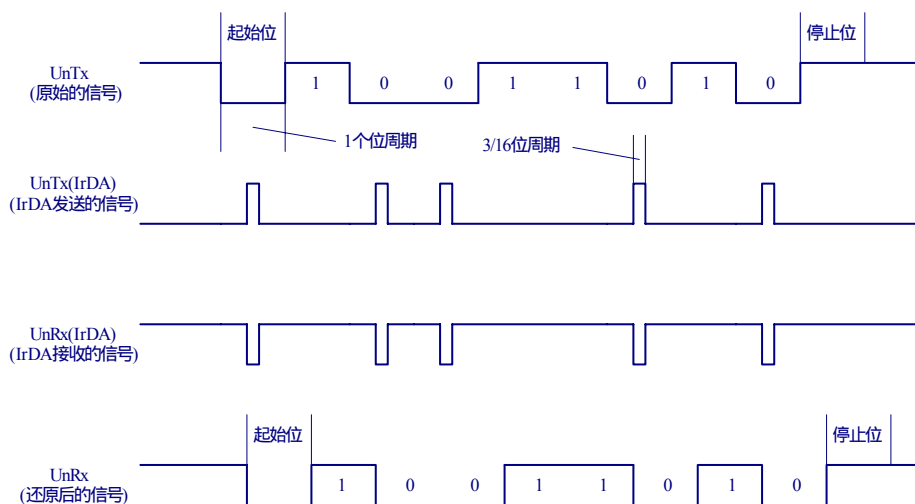 起始位
停止位
UnTx
(原始的信号)
1 0 0 1 1 0 1 0
1个位周期
3/16位周期
UnTx(IrDA)
(IrDA发送的信号)
UnRx(IrDA)
(IrDA接收的信号)
起始位
停止位
UnRx
(还原后的信号)
1 0 0 1 1 0 1 0